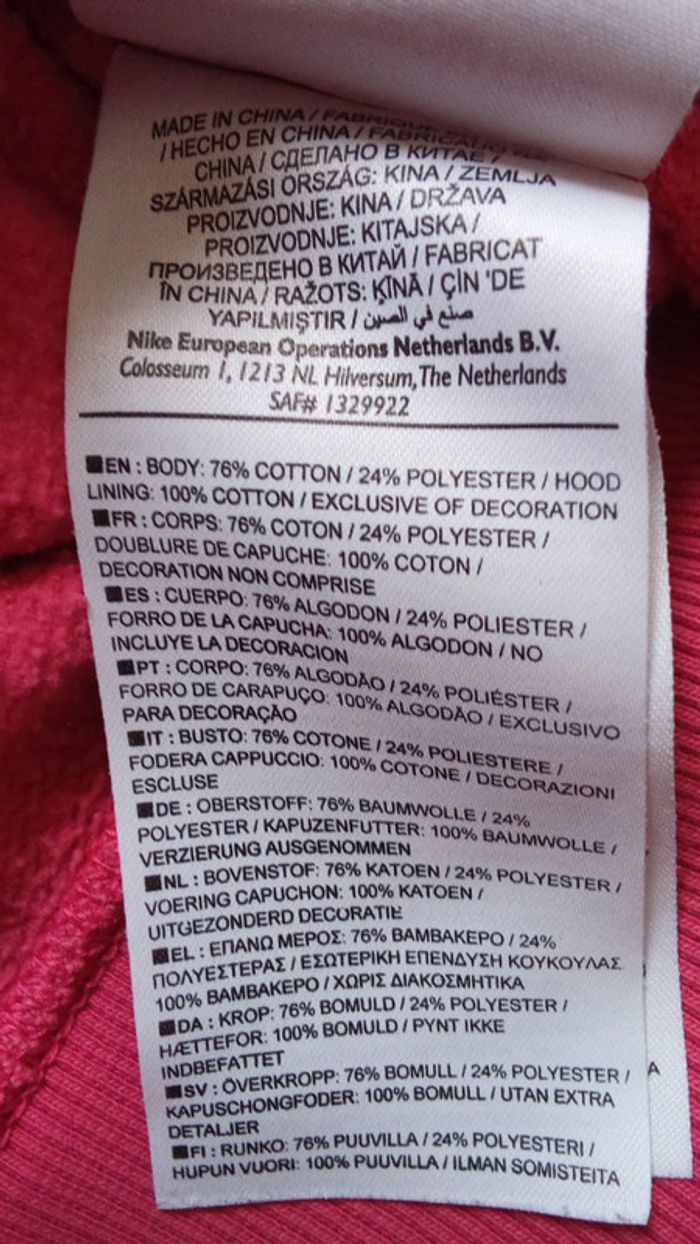 MADE IN CHINA /
/ HECHO EN CHINA /
CHINA / СДЕЛАНО В КИТАЕ /
SZÁRMAZÁSI ORSZÁG: KINA / ZEMLJA
PROIZVODNJE: KINA / DRŽAVA
PROIZVODNJE: KITAJSKA /
ПРОИЗВЕДЕНО В КИТАЙ / FABRICAT
ÎN CHINA / RAŽOTS: ĶĪNĀ / ÇİN 'DE
YAPILMIŞTIR / صنع في الصين
Nike European Operations Netherlands B.V.
Colosseum 1, 1213 NL Hilversum, The Netherlands
SAF# 1329922
EN : BODY: 76% COTTON / 24% POLYESTER / HOOD
LINING: 100% COTTON / EXCLUSIVE OF DECORATION
FR : CORPS: 76% COTON / 24% POLYESTER /
DOUBLURE DE CAPUCHE: 100% COTON /
DECORATION NON COMPRISE
ES : CUERPO: 76% ALGODON / 24% POLIESTER /
FORRO DE LA CAPUCHA: 100% ALGODON / NO
INCLUYE LA DECORACION
PT : CORPO: 76% ALGODÃO / 24% POLIÉSTER /
FORRO DE CARAPUÇO: 100% ALGODÃO / EXCLUSIVO
PARA DECORAÇÃO
IT : BUSTO: 76% COTONE / 24% POLIESTERE /
FODERA CAPPUCCIO: 100% COTONE / DECORAZIONI
ESCLUSE
DE : OBERSTOFF: 76% BAUMWOLLE / 24%
POLYESTER / KAPUZENFUTTER: 100% BAUMWOLLE /
VERZIERUNG AUSGENOMMEN
NL : BOVENSTOF: 76% KATOEN / 24% POLYESTER /
VOERING CAPUCHON: 100% KATOEN /
UITGEZONDERD DECORATIE
EL : ΕΠΑΝΩ ΜΕΡΟΣ: 76% ΒΑΜΒΑΚΕΡΟ / 24%
ΠΟΛΥΕΣΤΕΡΑΣ / ΕΣΩΤΕΡΙΚΗ ΕΠΕΝΔΥΣΗ ΚΟΥΚΟΥΛΑΣ:
100% ΒΑΜΒΑΚΕΡΟ / ΧΩΡΙΣ ΔΙΑΚΟΣΜΗΤΙΚΑ
DA : KROP: 76% BOMULD / 24% POLYESTER /
HÆTTEFOR: 100% BOMULD / PYNT IKKE
INDBEFATTET
SV : ÖVERKROPP: 76% BOMULL / 24% POLYESTER /
KAPUSCHONGFODER: 100% BOMULL / UTAN EXTRA
DETALJER
FI : RUNKO: 76% PUUVILLA / 24% POLYESTERI /
HUPUN VUORI: 100% PUUVILLA / ILMAN SOMISTEITA
A